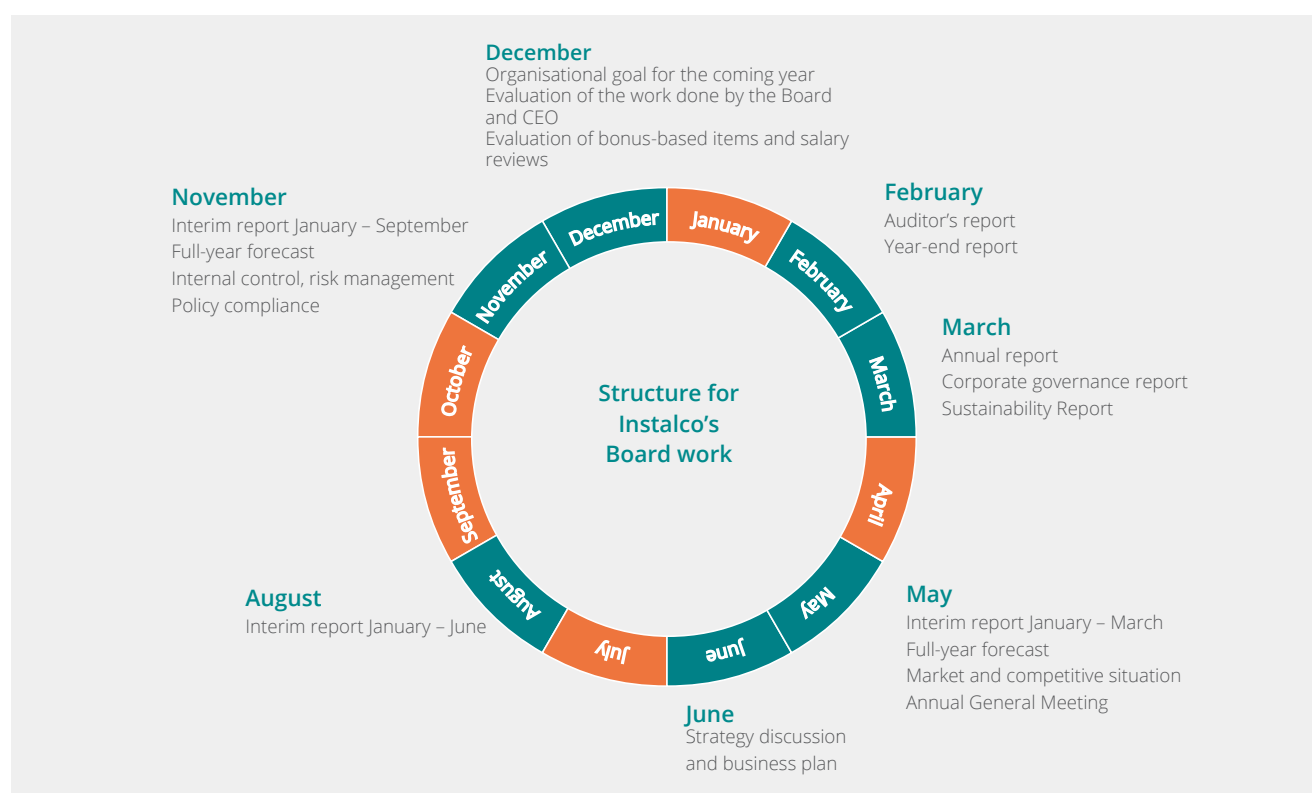 December
Organisational goal for the coming year
Evaluation of the work done by the Board
and CEO
Evaluation of bonus-based items and salary
reviews
November
Interim report January – September
Full-year forecast
Internal control, risk management
Policy compliance
February
Auditor's report
Year-end report
March
Annual report
Corporate governance report
Sustainability Report
January
February
March
April
May
June
July
August
September
October
November
December
Structure for
Instalco's
Board work
August
Interim report January – June
May
Interim report January – March
Full-year forecast
Market and competitive situation
Annual General Meeting
June
Strategy discussion
and business plan